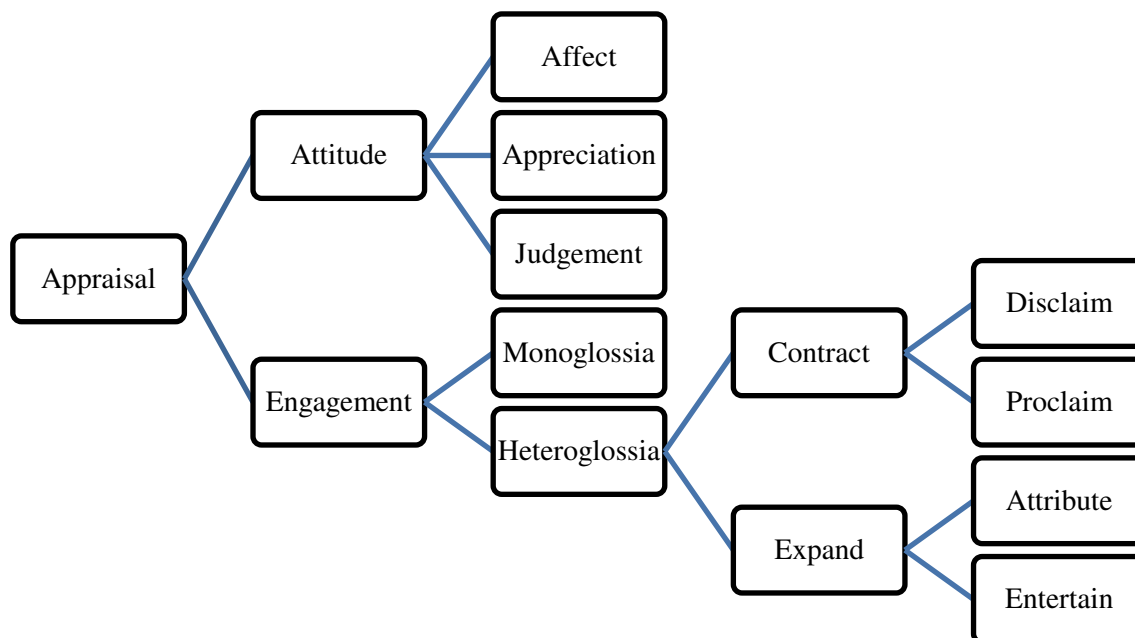 Appraisal
Attitude
Affect
Appreciation
Judgement
Engagement
Monoglossia
Heteroglossia
Contract
Disclaim
Proclaim
Expand
Attribute
Entertain